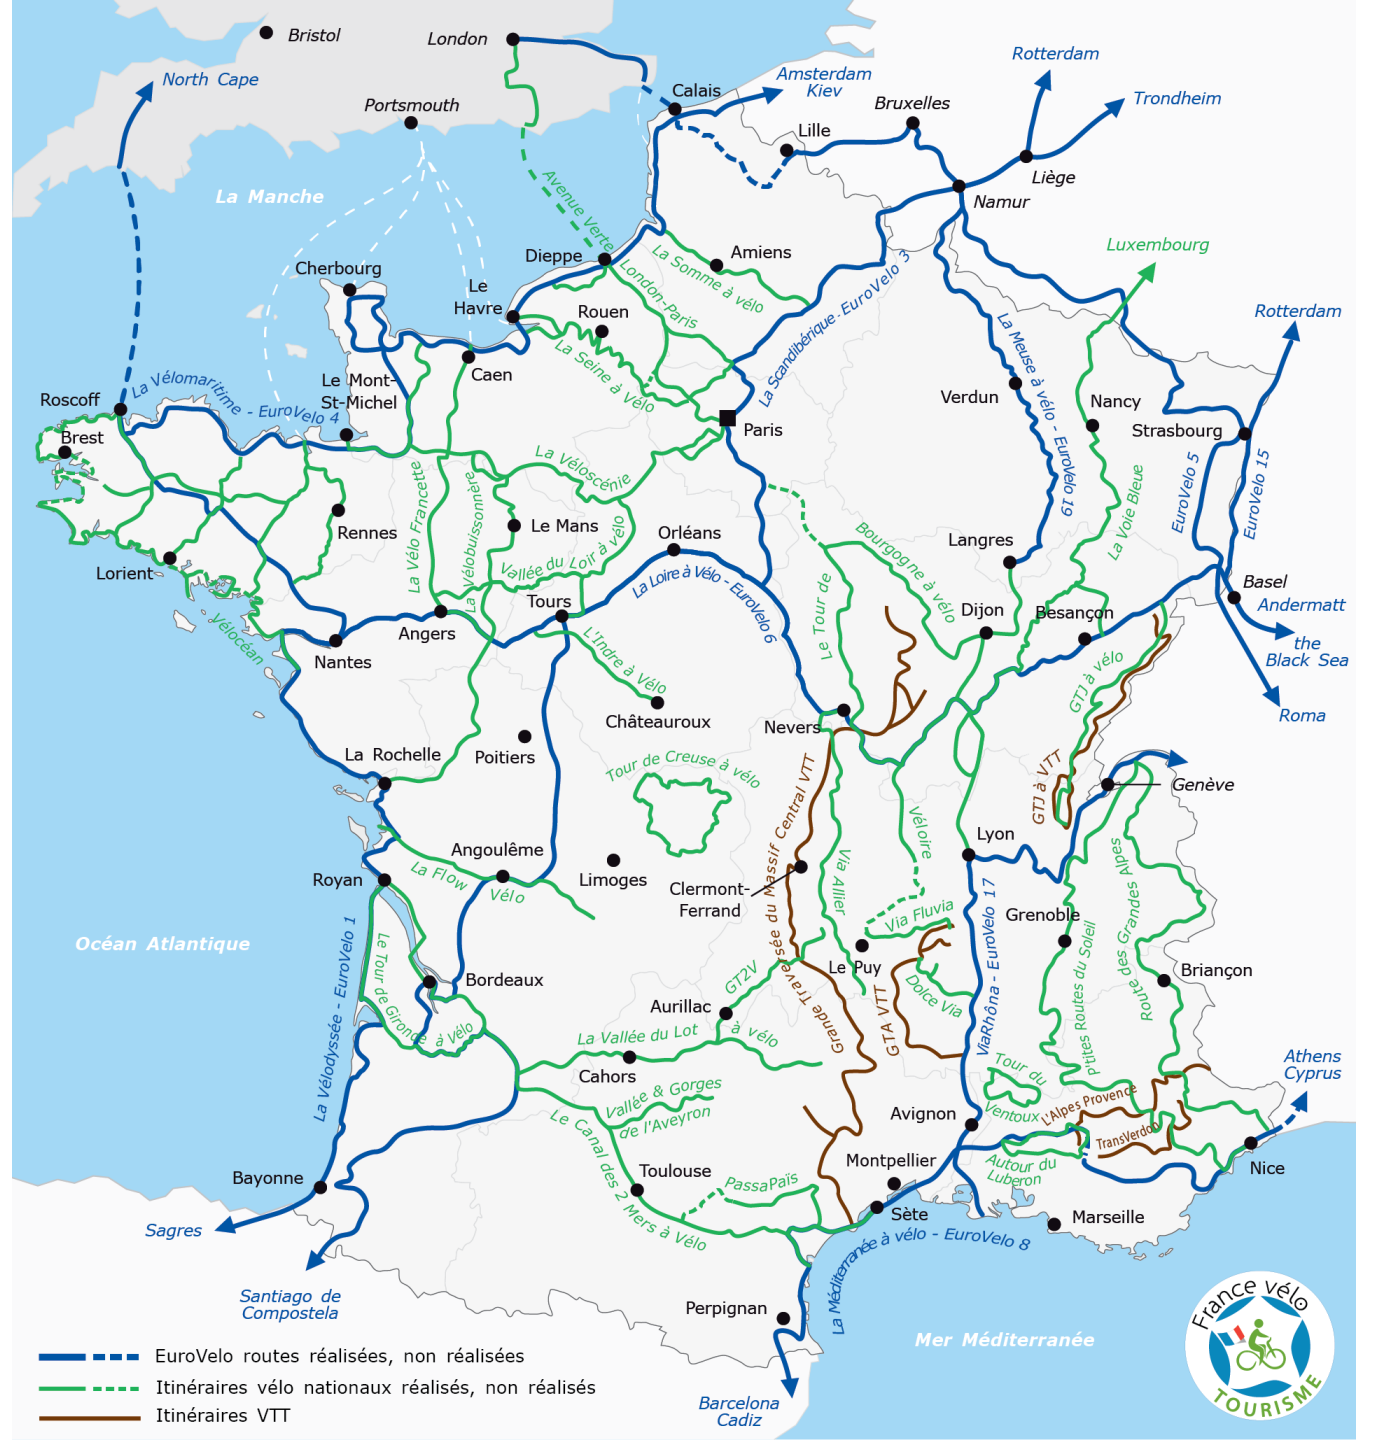 Bristol
London
North Cape
Portsmouth
Calais
Amsterdam
Kiev
Rotterdam
Trondheim
Bruxelles
Lille
Liège
Namur
La Manche
Avenue Verte
Dieppe
Amiens
La Somme à vélo
Luxembourg
Cherbourg
Le
Havre
London-Paris
Rouen
La Seine à Vélo
La Scandibérique - EuroVelo 3
La Meuse à vélo - EuroVelo 19
Rotterdam
Caen
Le Mont-
St-Michel
La Vélomaritime - EuroVelo 4
Roscoff
Brest
Paris
Verdun
Nancy
Strasbourg
EuroVelo 5
EuroVelo 15
La Véloscénie
La Vélo Francette
La Vélobuissonnière
Rennes
Le Mans
Vallée du Loir à vélo
Orléans
Lorient
Langres
La Voie Bleue
Bourgogne à vélo
Le Tour de
La Loire à Vélo - EuroVelo 6
Tours
Angers
Nantes
Vélocéan
Dijon
Besançon
Basel
Andermatt
the
Black Sea
Roma
L'Indre à Vélo
Châteauroux
Nevers
GTJ à vélo
GTJ à VTT
La Rochelle
Poitiers
Tour de Creuse à vélo
Genève
Lyon
Véloire
Via Allier
Grande Traversée du Massif Central VTT
Angoulême
Limoges
Clermont-
Ferrand
Royan
La Flow Vélo
Via Fluvia
Le Puy
Grenoble
Route des Grandes Alpes
P'tites Routes du Soleil
Briançon
Océan Atlantique
La Vélodyssée - EuroVelo 1
Le Tour de Gironde à Vélo
Bordeaux
GT2V
Aurillac
à vélo
La Vallée du Lot
Cahors
GTA VTT
Dolce Via
ViaRhôna - EuroVelo 17
Tour du
Ventoux
L'Alpes Provence
TransVerdon
Athens
Cyprus
Vallée & Gorges
de l'Aveyron
Le Canal des 2 Mers à Vélo
Avignon
Autour du
Luberon
Nice
Bayonne
Toulouse
PassaPaïs
Montpellier
Sète
Marseille
Sagres
Santiago de
Compostela
La Méditerranée à vélo - EuroVelo 8
Perpignan
Mer Méditerranée
Barcelona
Cadiz
EuroVelo routes réalisées, non réalisées
Itinéraires vélo nationaux réalisés, non réalisés
Itinéraires VTT
France vélo
TOURISME